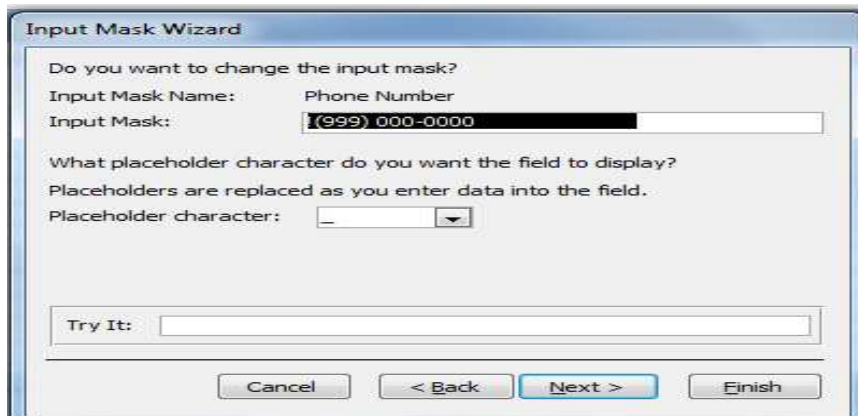 Input Mask Wizard
Do you want to change the input mask?
Input Mask Name: Phone Number
Input Mask: !(999) 000-0000
What placeholder character do you want the field to display?
Placeholders are replaced as you enter data into the field.
Placeholder character: _
Try It:
Cancel < Back Next > Finish